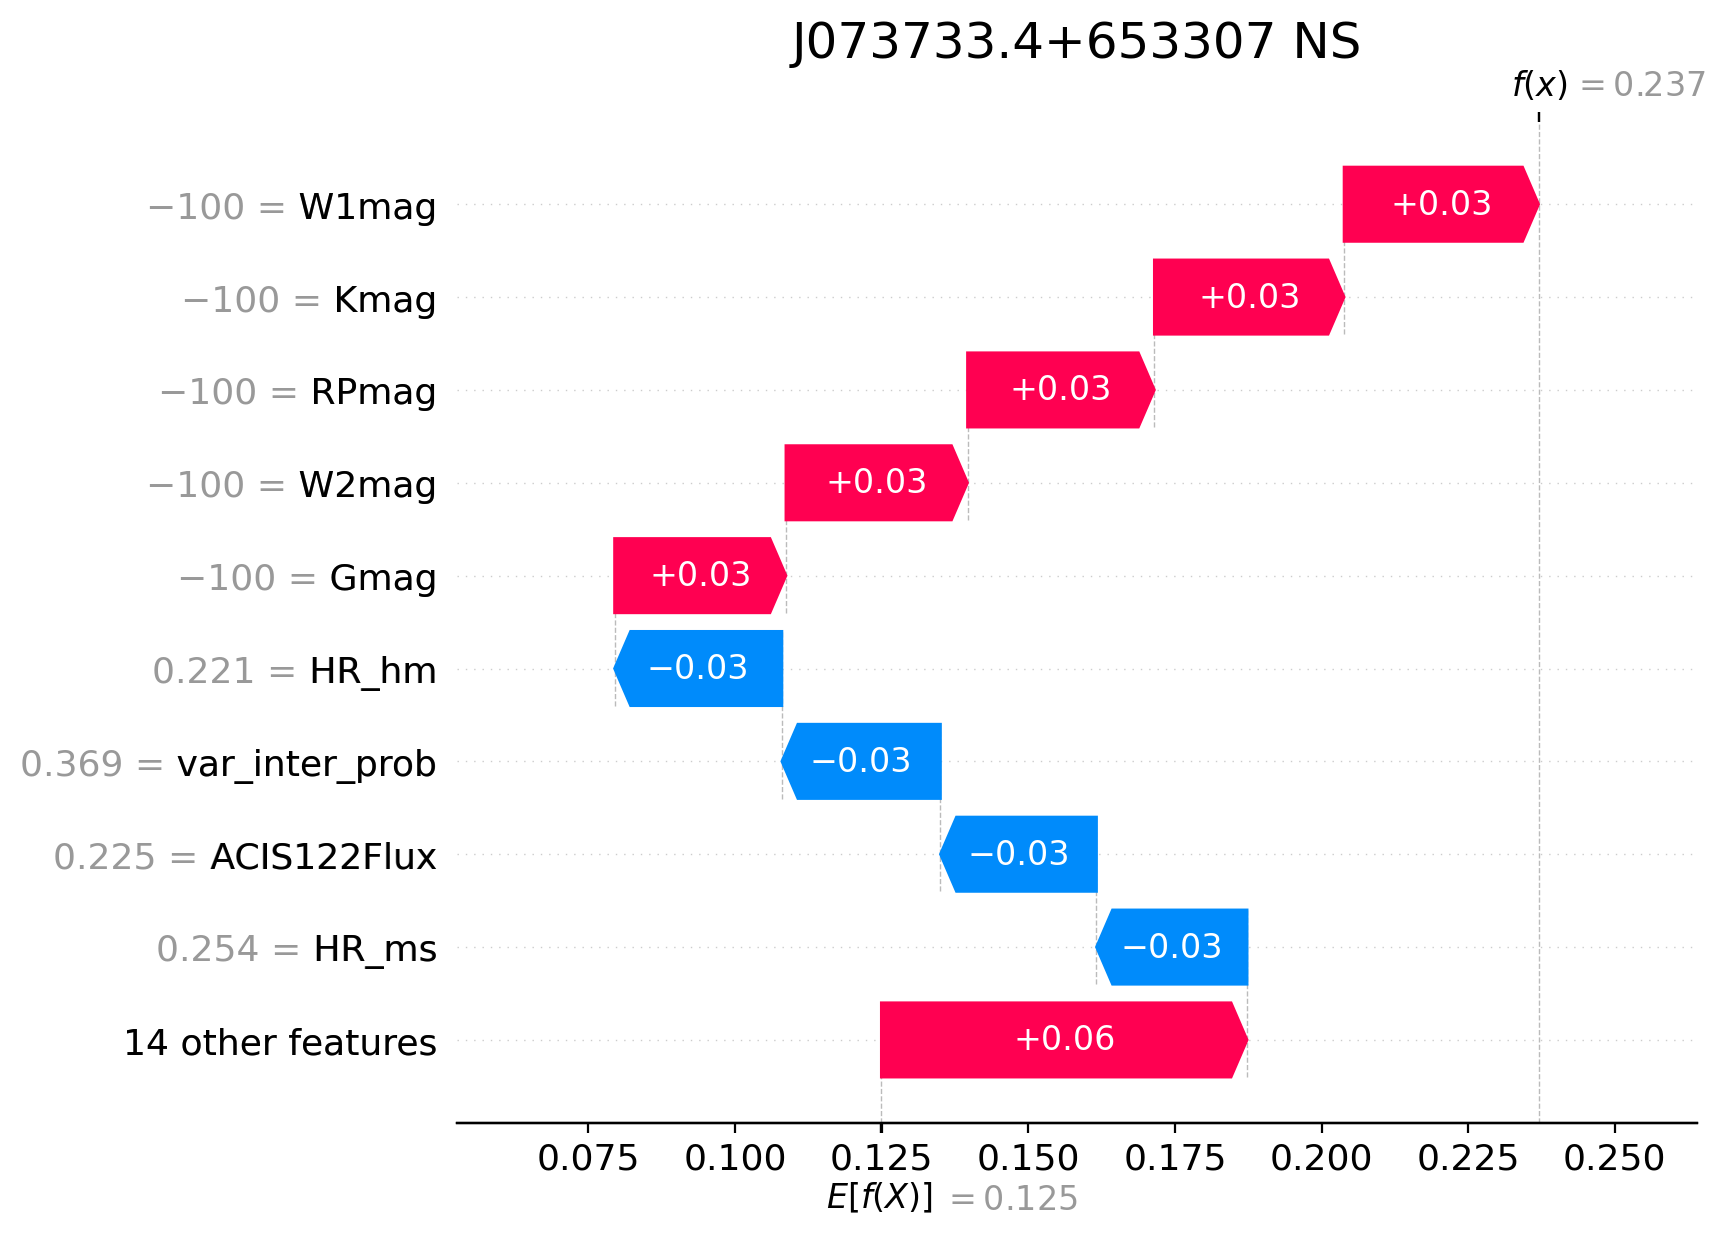 J073733.4+653307 NS
f(x) = 0.237
−100 = W1mag +0.03
−100 = Kmag +0.03
−100 = RPmag +0.03
−100 = W2mag +0.03
−100 = Gmag +0.03
0.221 = HR_hm −0.03
0.369 = var_inter_prob −0.03
0.225 = ACIS122Flux −0.03
0.254 = HR_ms −0.03
14 other features +0.06
0.075 0.100 0.125 0.150 0.175 0.200 0.225 0.250
E[f(X)] = 0.125